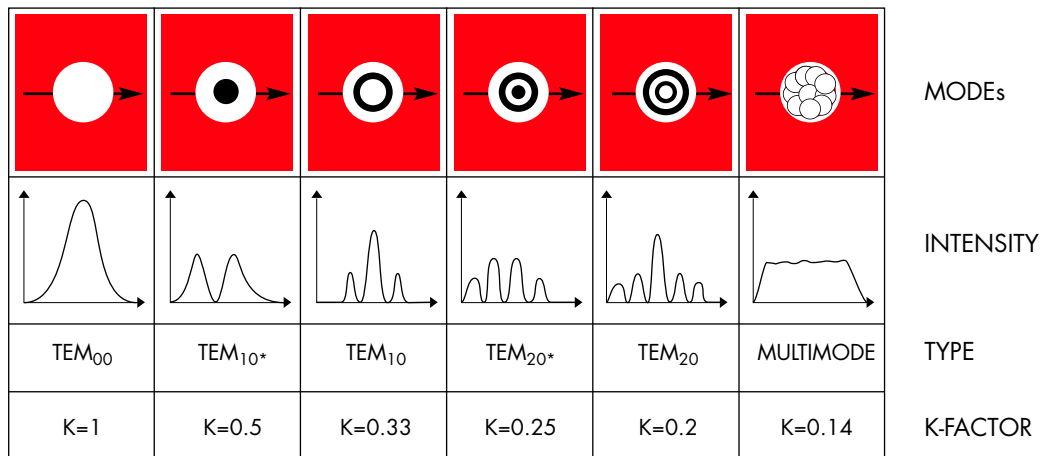 MODEs
INTENSITY
TEM00 TEM10* TEM10 TEM20* TEM20 MULTIMODE TYPE
K=1 K=0.5 K=0.33 K=0.25 K=0.2 K=0.14 K-FACTOR